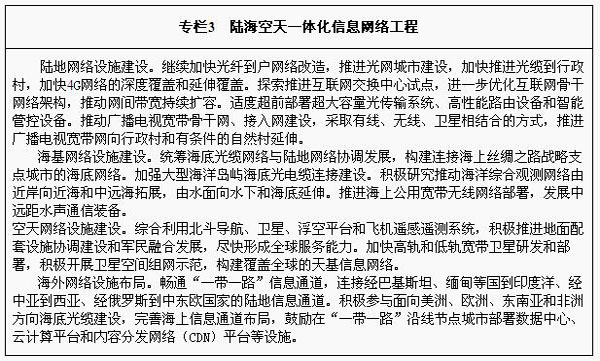 专栏3　陆海空天一体化信息网络工程
陆地网络设施建设。继续加快光纤到户网络改造，推进光网城市建设，加快推进光缆到行政
村，加快4G网络的深度覆盖和延伸覆盖。探索推进互联网交换中心试点，进一步优化互联网骨干
网络架构，推动网间带宽持续扩容。适度超前部署超大容量光传输系统、高性能路由设备和智能
管控设备。推动广播电视宽带骨干网、接入网建设，采取有线、无线、卫星相结合的方式，推进
广播电视宽带网向行政村和有条件的自然村延伸。
海基网络设施建设。统筹海底光缆网络与陆地网络协调发展，构建连接海上丝绸之路战略支
点城市的海底网络。加强大型海洋岛屿海底光电缆连接建设。积极研究推动海洋综合观测网络由
近岸向近海和中远海拓展，由水面向水下和海底延伸。推进海上公用宽带无线网络部署，发展中
远距水声通信装备。
空天网络设施建设。综合利用北斗导航、卫星、浮空平台和飞机遥感遥测系统，积极推进地面配
套设施协调建设和军民融合发展，尽快形成全球服务能力。加快高轨和低轨宽带卫星研发和部
署，积极开展卫星空间组网示范，构建覆盖全球的天基信息网络。
海外网络设施布局。畅通“一带一路”信息通道，连接经巴基斯坦、缅甸等国到印度洋、经
中亚到西亚、经俄罗斯到中东欧国家的陆地信息通道。积极参与面向美洲、欧洲、东南亚和非洲
方向海底光缆建设，完善海上信息通道布局，鼓励在“一带一路”沿线节点城市部署数据中心、
云计算平台和内容分发网络（CDN）平台等设施。